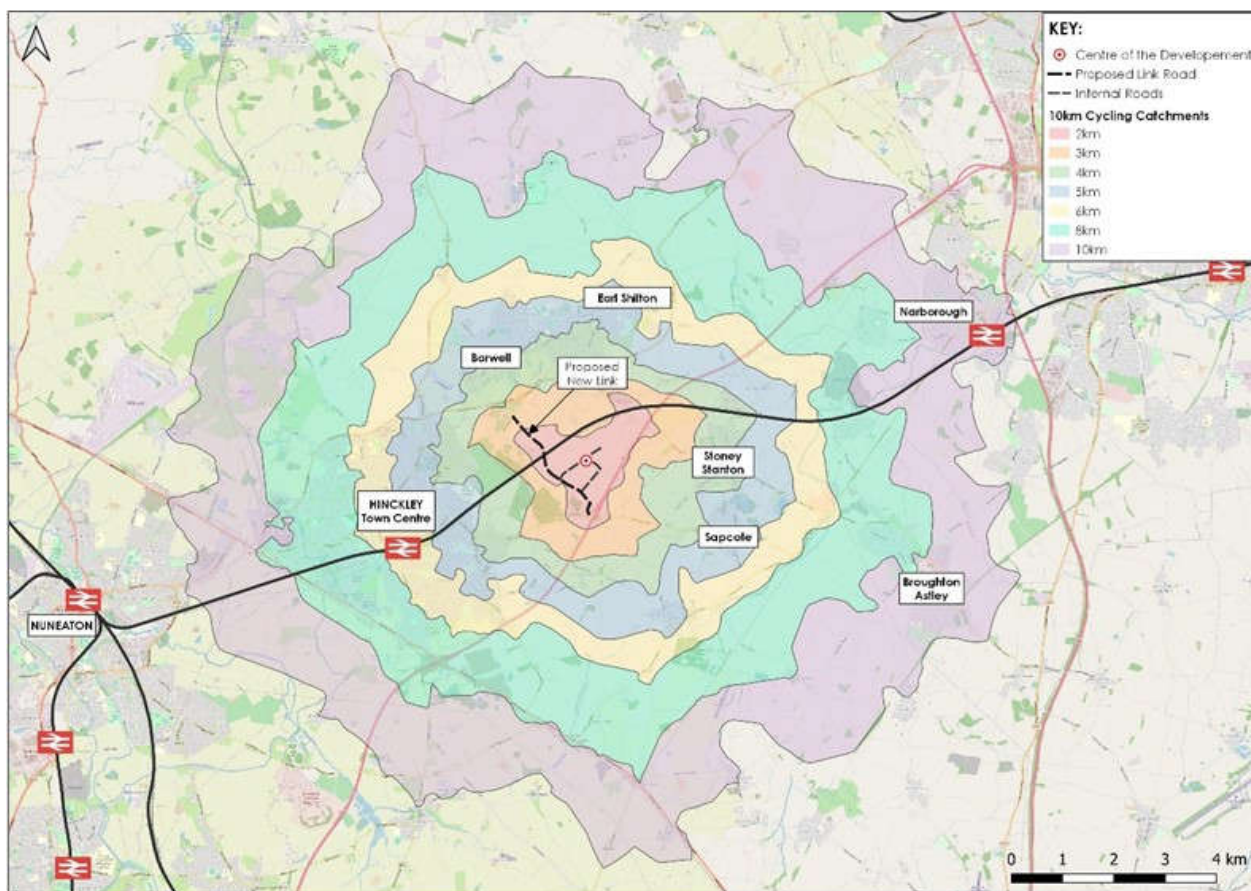 KEY:
Centre of the Developement
Proposed Link Road
Internal Roads
10km Cycling Catchments
2km
3km
4km
5km
6km
8km
10km
Earl Shilton
Narborough
Barwell
Proposed
New Link
Stoney
Stanton
HINCKLEY
Town Centre
Sapcote
Broughton
Astley
NUNEATON
0 1 2 3 4 km